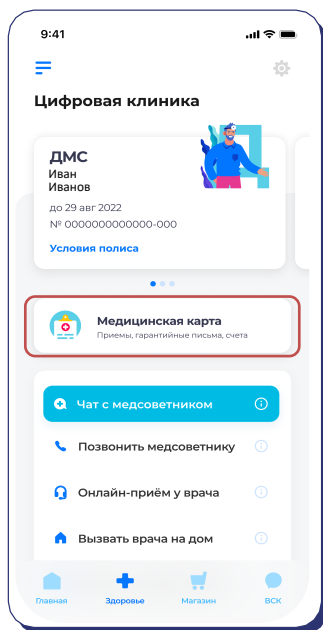 9:41
Цифровая клиника
ДМС
Иван
Иванов
до 29 авг 2022
№ 0000000000000-000
Условия полиса
Медицинская карта
Приемы, гарантийные письма, счета
Чат с медсоветником
Позвонить медсоветнику
Онлайн-приём у врача
Вызвать врача на дом
Главная Здоровье Магазин ВСК